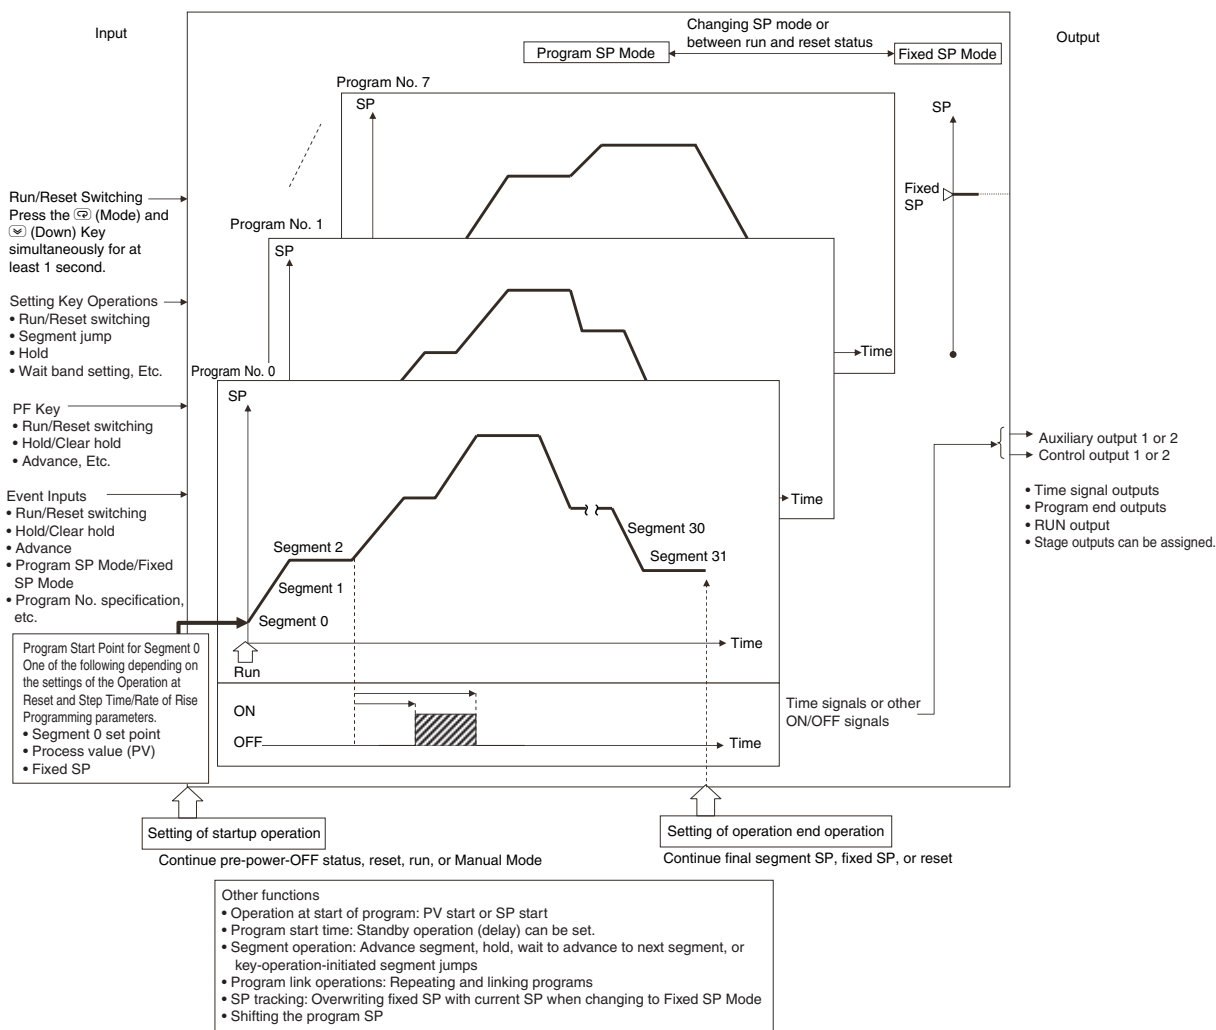 Input
Changing SP mode or
between run and reset status
Output
Program SP Mode
Fixed SP Mode
Program No. 7
SP
SP
Run/Reset Switching
Press the (Mode) and
(Down) Key
simultaneously for at
least 1 second.
Fixed
SP
Program No. 1
SP
Setting Key Operations
• Run/Reset switching
• Segment jump
• Hold
• Wait band setting, Etc.
Time
Program No. 0
SP
PF Key
• Run/Reset switching
• Hold/Clear hold
• Advance, Etc.
Auxiliary output 1 or 2
Control output 1 or 2
Event Inputs
• Run/Reset switching
• Hold/Clear hold
• Advance
• Program SP Mode/Fixed
SP Mode
• Program No. specification,
etc.
Time
• Time signal outputs
• Program end outputs
• RUN output
• Stage outputs can be assigned.
Segment 30
Segment 2
Segment 31
Segment 1
Segment 0
Time
Run
Program Start Point for Segment 0
One of the following depending on
the settings of the Operation at
Reset and Step Time/Rate of Rise
Programming parameters.
• Segment 0 set point
• Process value (PV)
• Fixed SP
ON
OFF
Time
Time signals or other
ON/OFF signals
Setting of startup operation
Continue pre-power-OFF status, reset, run, or Manual Mode
Setting of operation end operation
Continue final segment SP, fixed SP, or reset
Other functions
• Operation at start of program: PV start or SP start
• Program start time: Standby operation (delay) can be set.
• Segment operation: Advance segment, hold, wait to advance to next segment, or
key-operation-initiated segment jumps
• Program link operations: Repeating and linking programs
• SP tracking: Overwriting fixed SP with current SP when changing to Fixed SP Mode
• Shifting the program SP